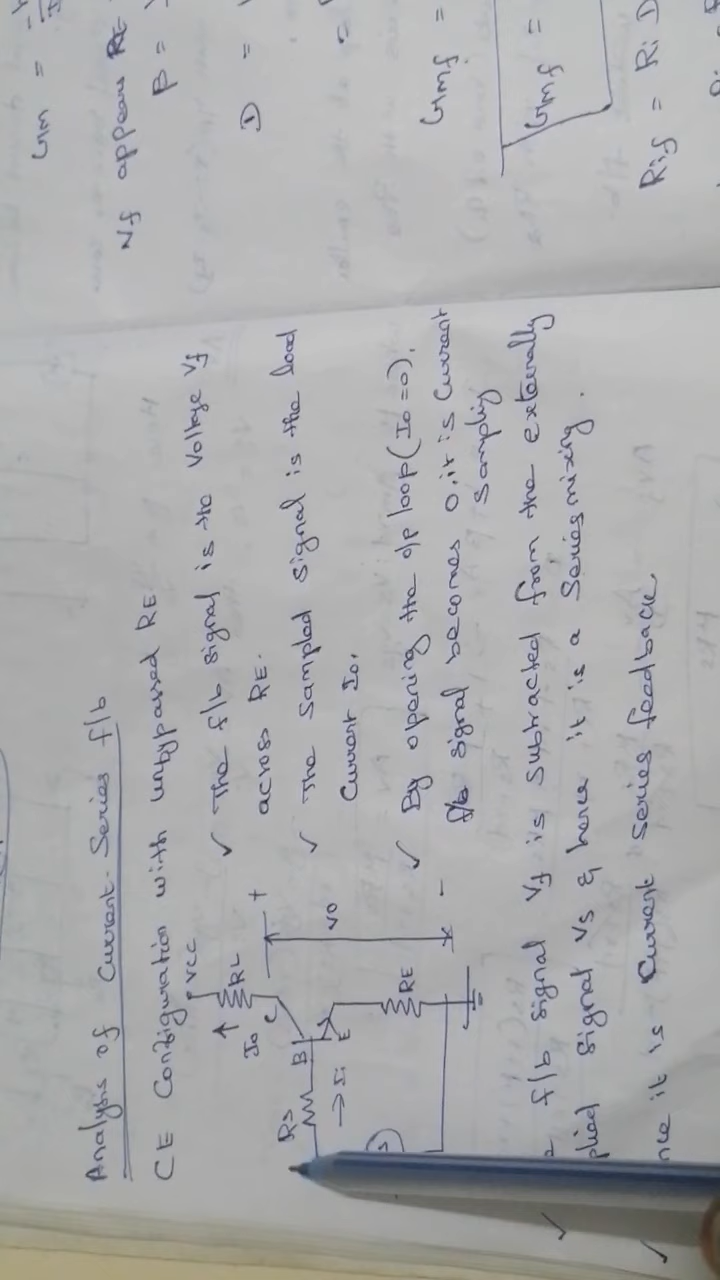 Analysis of Current-Series f/b
CE Configuration with unbypassed RE
✓ The f/b signal is the voltage Vf
across RE.
✓ The sampled signal is the load
Current Io.
✓ By opening the o/p loop (Io=0),
f/b signal becomes 0, it is current
sampling
✓ f/b signal Vf is subtracted from the externally
plied signal Vs & hence it is a Series mixing.
✓ nce it is Current series feedback
VCC
RL
Io
C
+
Vo
-
Rs
B
→ Ii
E
RE
s
Gm =
Vf appears RE
β =
D =
=
Gmf =
Gmf =
Rif = Ri D